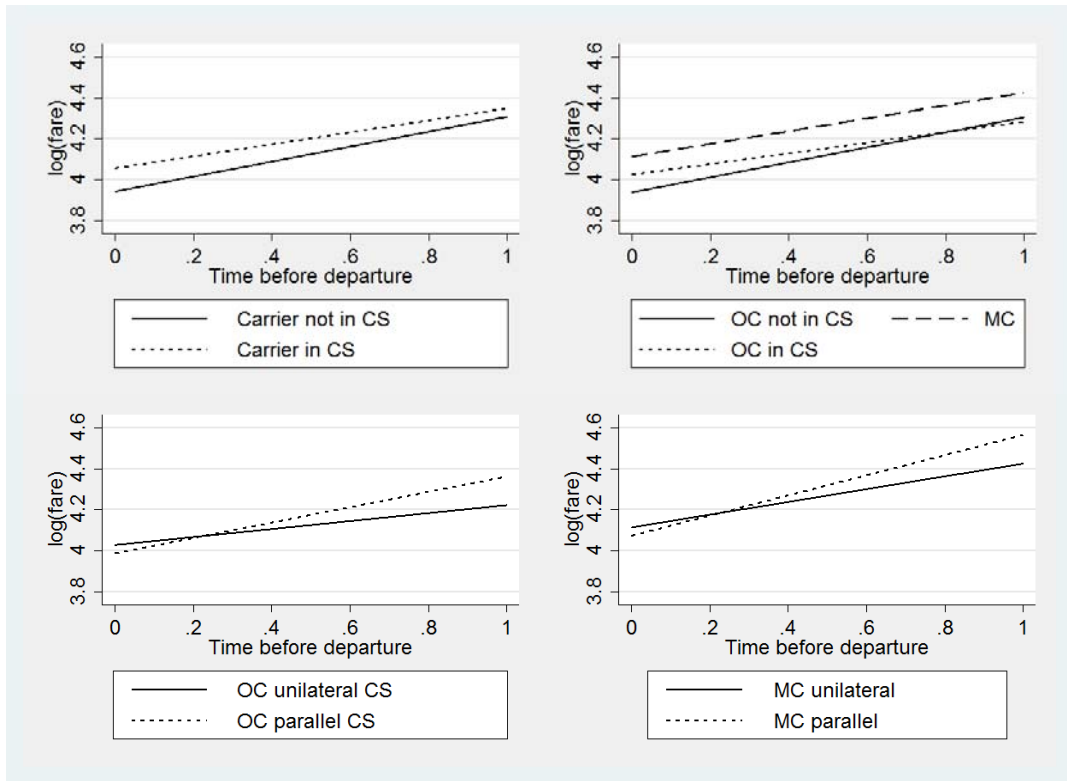 4.6
4.4
4.2
4
3.8
log(fare)
0 .2 .4 .6 .8 1
Time before departure
Carrier not in CS
Carrier in CS
4.6
4.4
4.2
4
3.8
log(fare)
0 .2 .4 .6 .8 1
Time before departure
OC not in CS MC
OC in CS
4.6
4.4
4.2
4
3.8
log(fare)
0 .2 .4 .6 .8 1
Time before departure
OC unilateral CS
OC parallel CS
4.6
4.4
4.2
4
3.8
log(fare)
0 .2 .4 .6 .8 1
Time before departure
MC unilateral
MC parallel